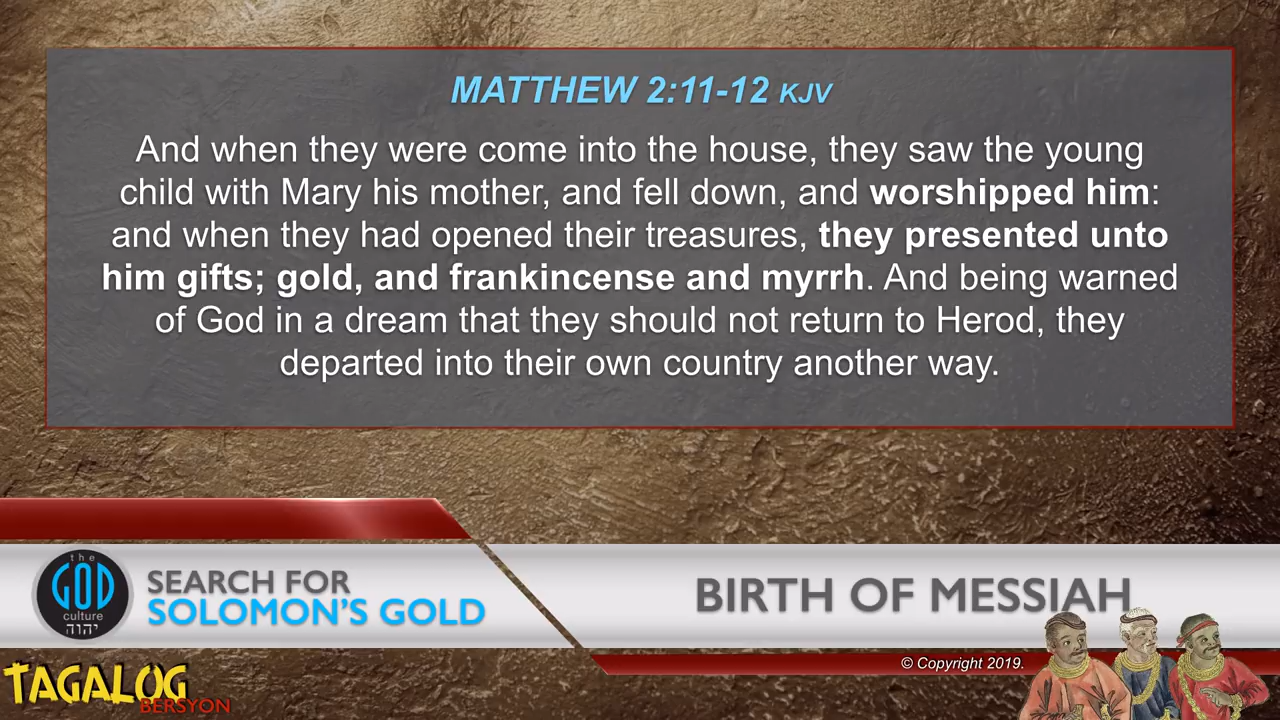 MATTHEW 2:11-12 KJV
And when they were come into the house, they saw the young
child with Mary his mother, and fell down, and worshipped him:
and when they had opened their treasures, they presented unto
him gifts; gold, and frankincense and myrrh. And being warned
of God in a dream that they should not return to Herod, they
departed into their own country another way.
the
GOD
culture
יהוה
SEARCH FOR
SOLOMON'S GOLD
BIRTH OF MESSIAH
© Copyright 2019.
TAGALOG
BERSYON